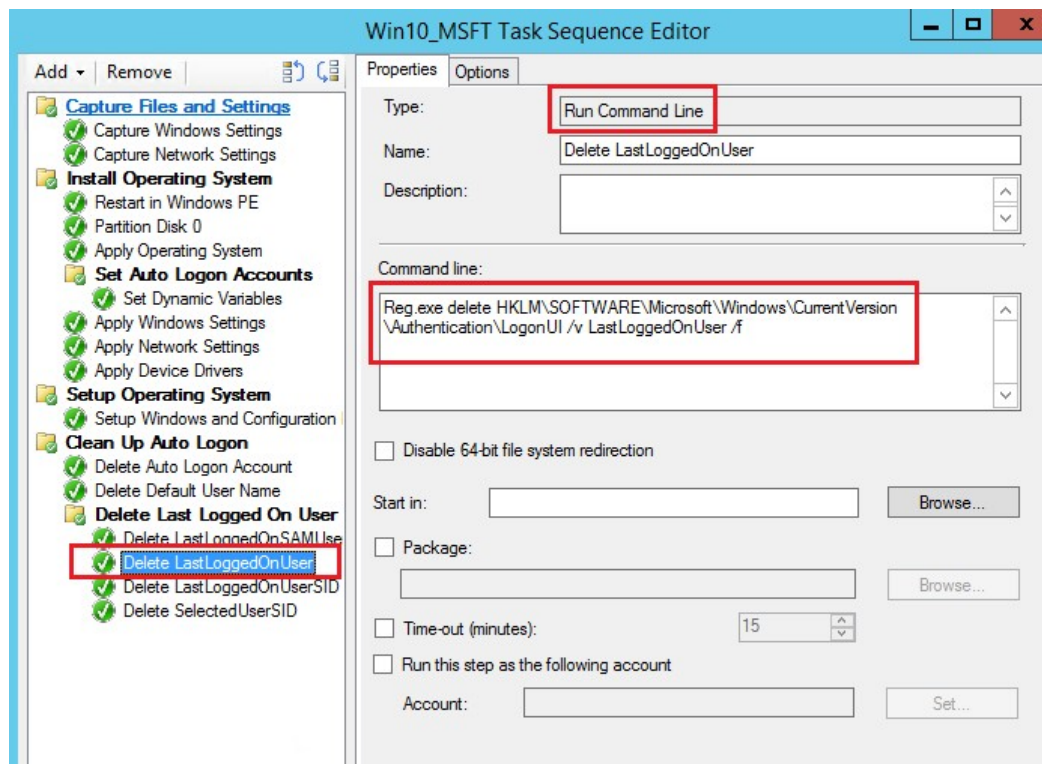 Win10_MSFT Task Sequence Editor
Add
Remove
Capture Files and Settings
Capture Windows Settings
Capture Network Settings
Install Operating System
Restart in Windows PE
Partition Disk 0
Apply Operating System
Set Auto Logon Accounts
Set Dynamic Variables
Apply Windows Settings
Apply Network Settings
Apply Device Drivers
Setup Operating System
Setup Windows and Configuration
Clean Up Auto Logon
Delete Auto Logon Account
Delete Default User Name
Delete Last Logged On User
Delete LastLoggedOnSAMUse
Delete LastLoggedOnUser
Delete LastLoggedOnUserSID
Delete SelectedUserSID
Properties
Options
Type:
Run Command Line
Name:
Delete LastLoggedOnUser
Description:
Command line:
Reg.exe delete HKLM\SOFTWARE\Microsoft\Windows\CurrentVersion
\Authentication\LogonUI /v LastLoggedOnUser /f
Disable 64-bit file system redirection
Start in:
Browse...
Package:
Browse...
Time-out (minutes):
15
Run this step as the following account
Account:
Set...